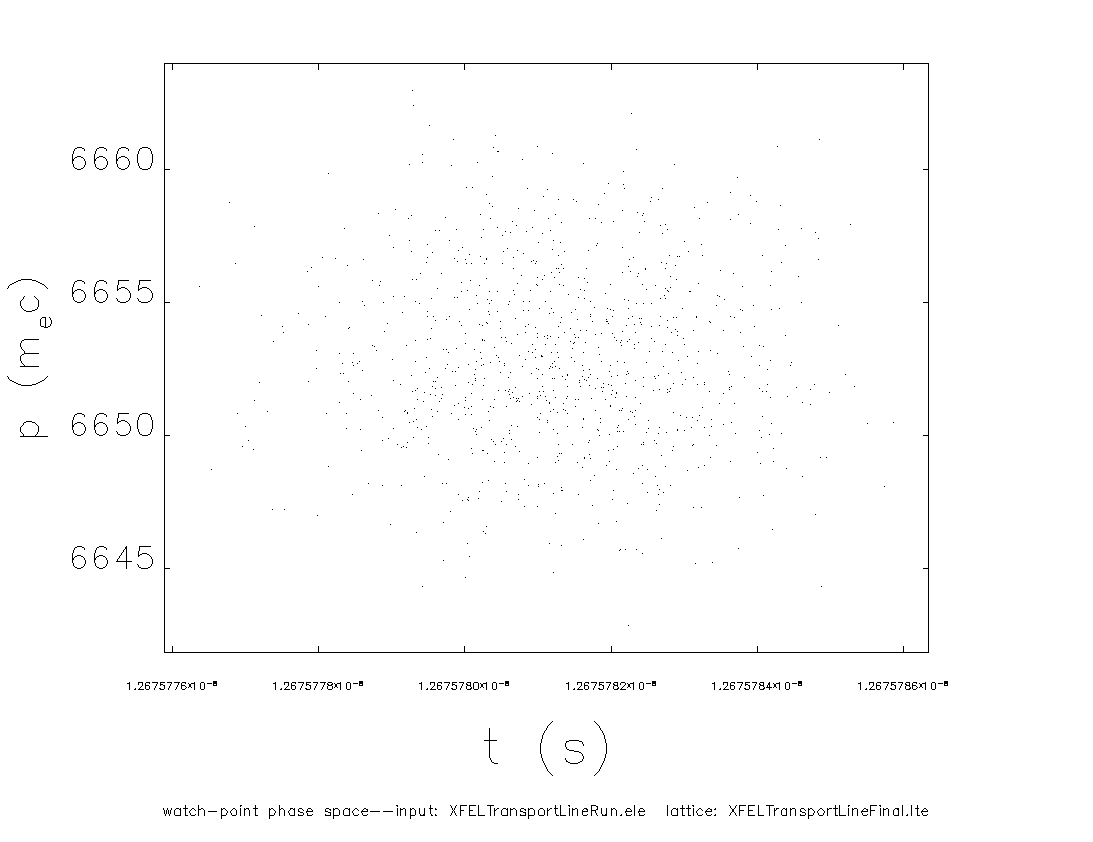 6660
6655
p (mₑc)
6650
6645
1.2675776×10⁻⁸ 1.2675778×10⁻⁸ 1.2675780×10⁻⁸ 1.2675782×10⁻⁸ 1.2675784×10⁻⁸ 1.2675786×10⁻⁸
t (s)
watch-point phase space--input: XFELTransportLineRun.ele lattice: XFELTransportLineFinal.lte